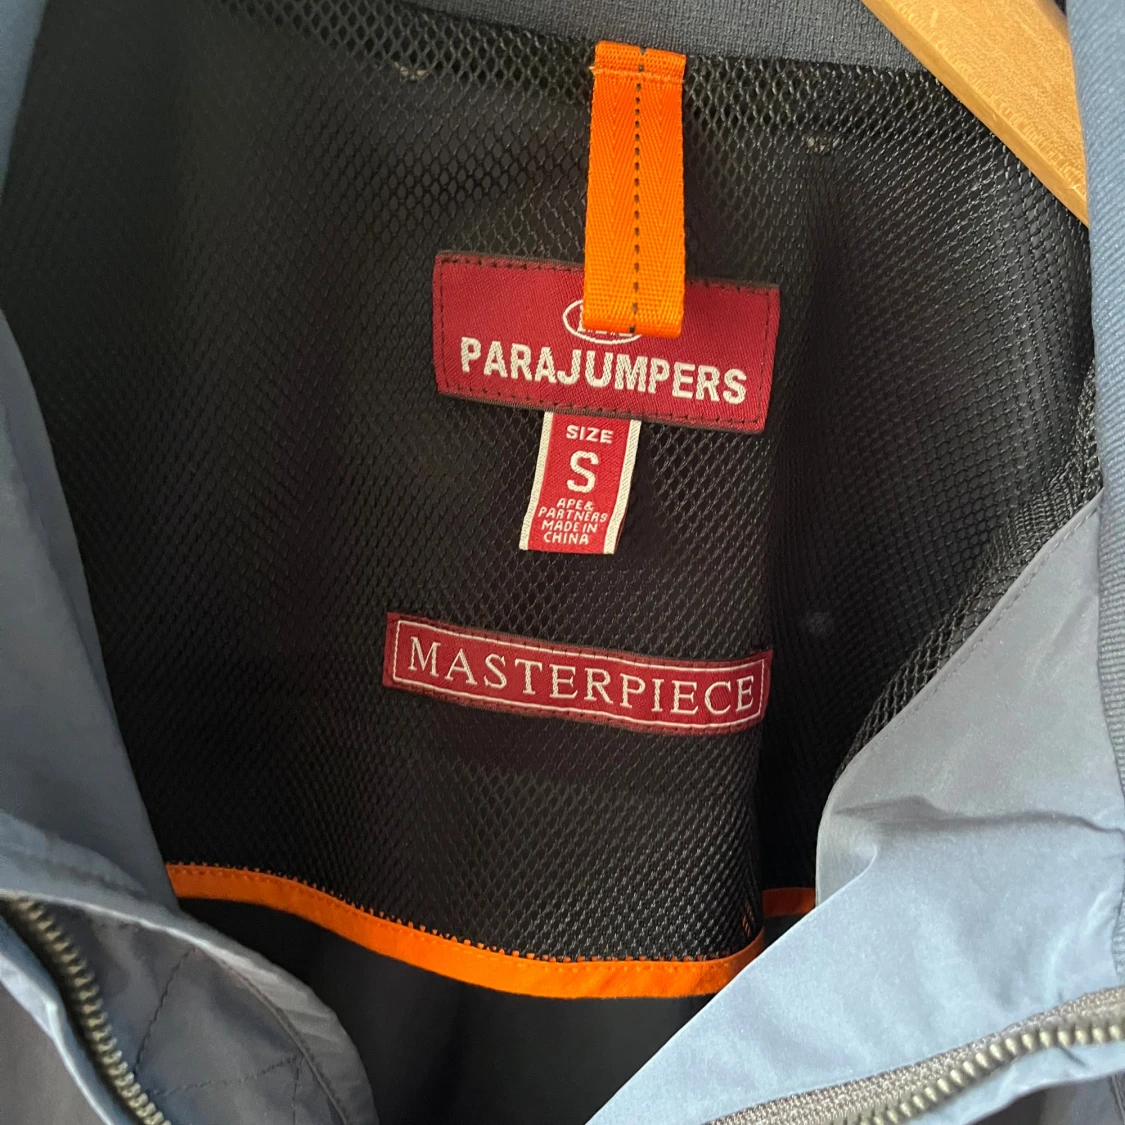 PARAJUMPERS
SIZE
S
APE &
PARTNERS
MADE IN
CHINA
MASTERPIECE